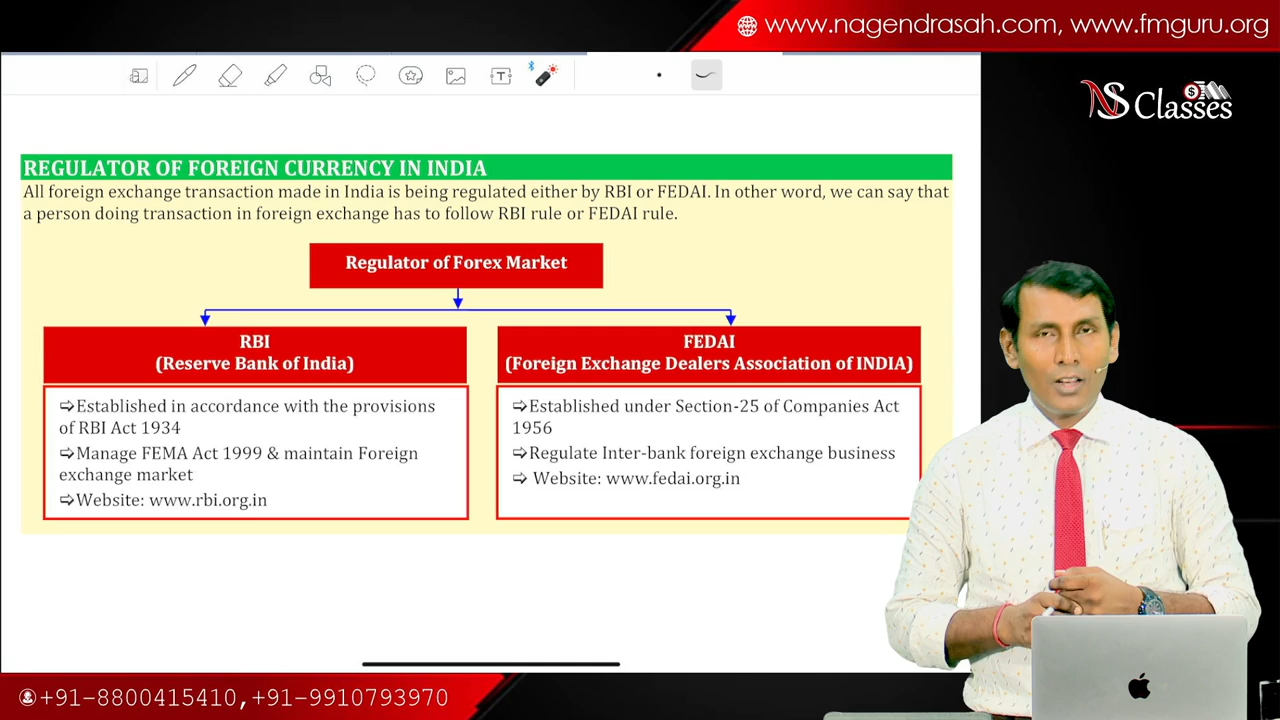 www.nagendrasah.com, www.fmguru.org
NS Classes
REGULATOR OF FOREIGN CURRENCY IN INDIA
All foreign exchange transaction made in India is being regulated either by RBI or FEDAI. In other word, we can say that
a person doing transaction in foreign exchange has to follow RBI rule or FEDAI rule.
Regulator of Forex Market
RBI
(Reserve Bank of India)
⇨Established in accordance with the provisions
of RBI Act 1934
⇨Manage FEMA Act 1999 & maintain Foreign
exchange market
⇨Website: www.rbi.org.in
FEDAI
(Foreign Exchange Dealers Association of INDIA)
⇨Established under Section-25 of Companies Act
1956
⇨Regulate Inter-bank foreign exchange business
⇨ Website: www.fedai.org.in
+91-8800415410,+91-9910793970